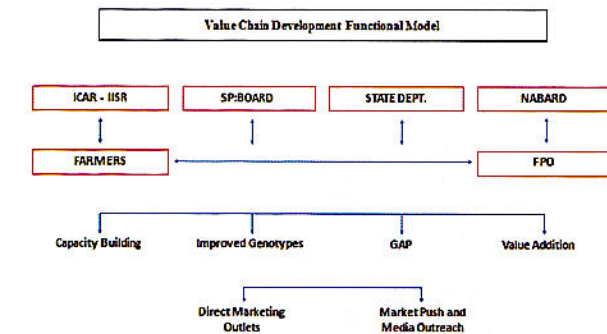 Value Chain Development Functional Model
ICAR - IISR
SP:BOARD
STATE DEPT.
NABARD
FARMERS
FPO
Capacity Building
Improved Genotypes
GAP
Value Addition
Direct Marketing
Outlets
Market Push and
Media Outreach